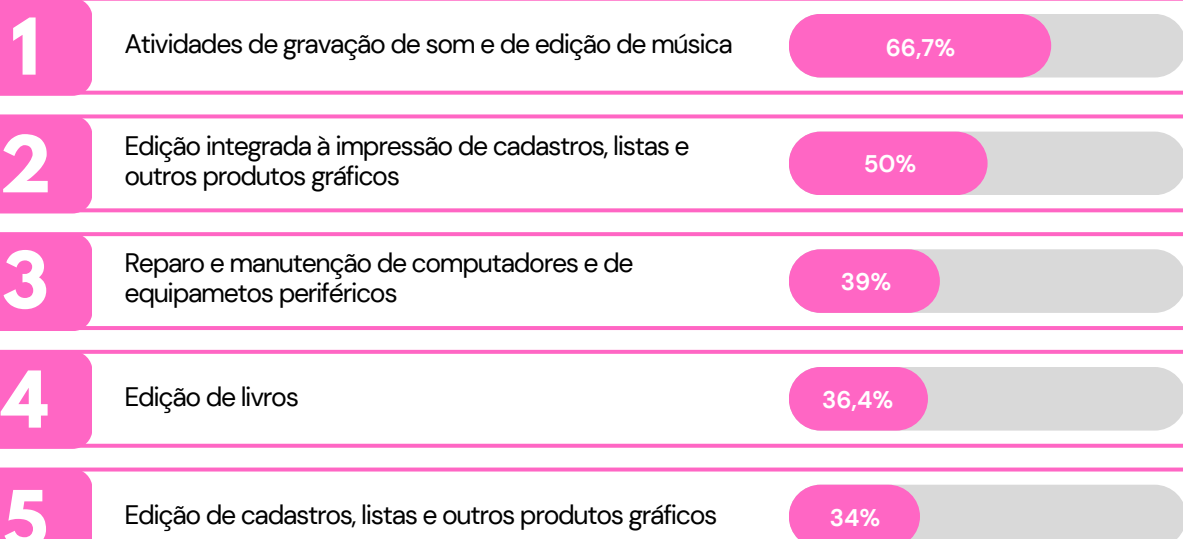 1
Atividades de gravação de som e de edição de música
66,7%
2
Edição integrada à impressão de cadastros, listas e
outros produtos gráficos
50%
3
Reparo e manutenção de computadores e de
equipametos periféricos
39%
4
Edição de livros
36,4%
5
Edição de cadastros, listas e outros produtos gráficos
34%